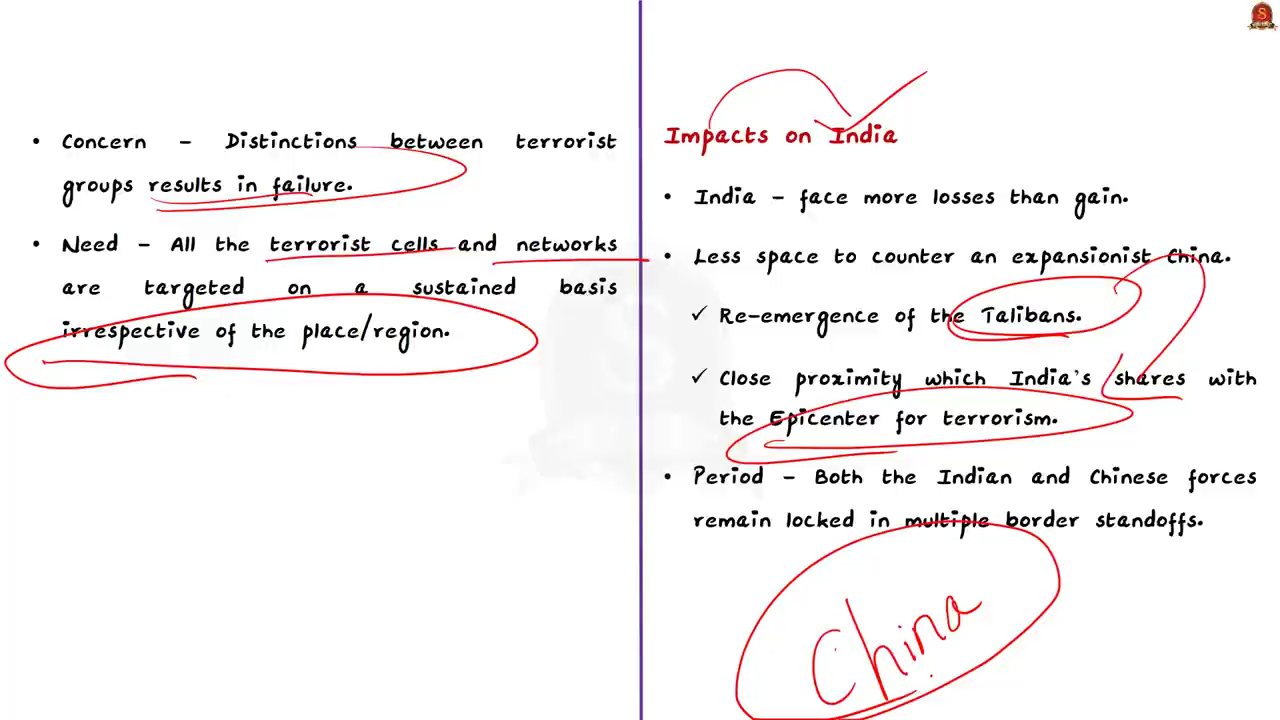 • Concern – Distinctions between terrorist
groups results in failure.
• Need – All the terrorist cells and networks
are targeted on a sustained basis
irrespective of the place/region.
Impacts on India
• India – face more losses than gain.
• Less space to counter an expansionist China.
✓ Re-emergence of the Talibans.
✓ Close proximity which India's shares with
the Epicenter for terrorism.
• Period – Both the Indian and Chinese forces
remain locked in multiple border standoffs.
China